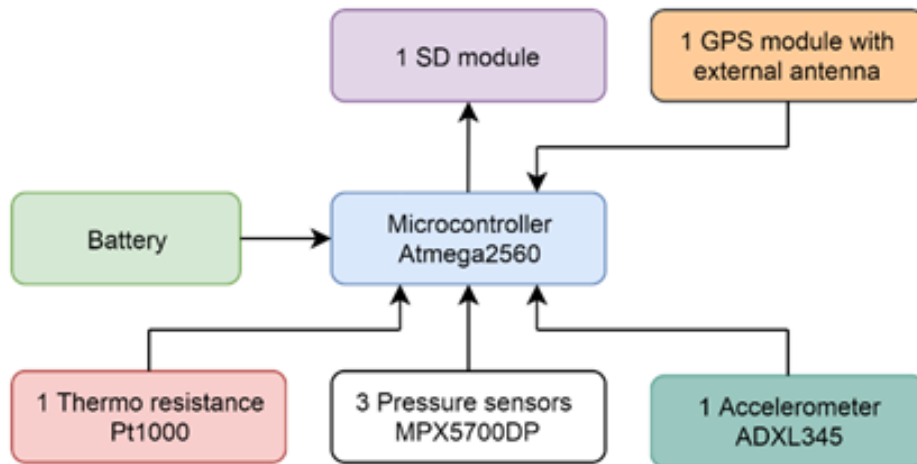 1 SD module
1 GPS module with
external antenna
Battery
Microcontroller
Atmega2560
1 Thermo resistance
Pt1000
3 Pressure sensors
MPX5700DP
1 Accelerometer
ADXL345